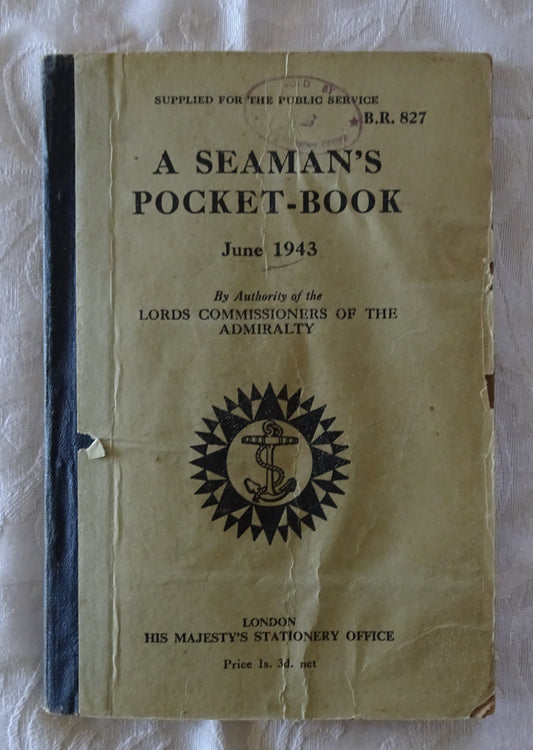 SUPPLIED FOR THE PUBLIC SERVICE
B.R. 827
A SEAMAN'S
POCKET-BOOK
June 1943
By Authority of the
LORDS COMMISSIONERS OF THE
ADMIRALTY
LONDON
HIS MAJESTY'S STATIONERY OFFICE
Price 1s. 3d. net